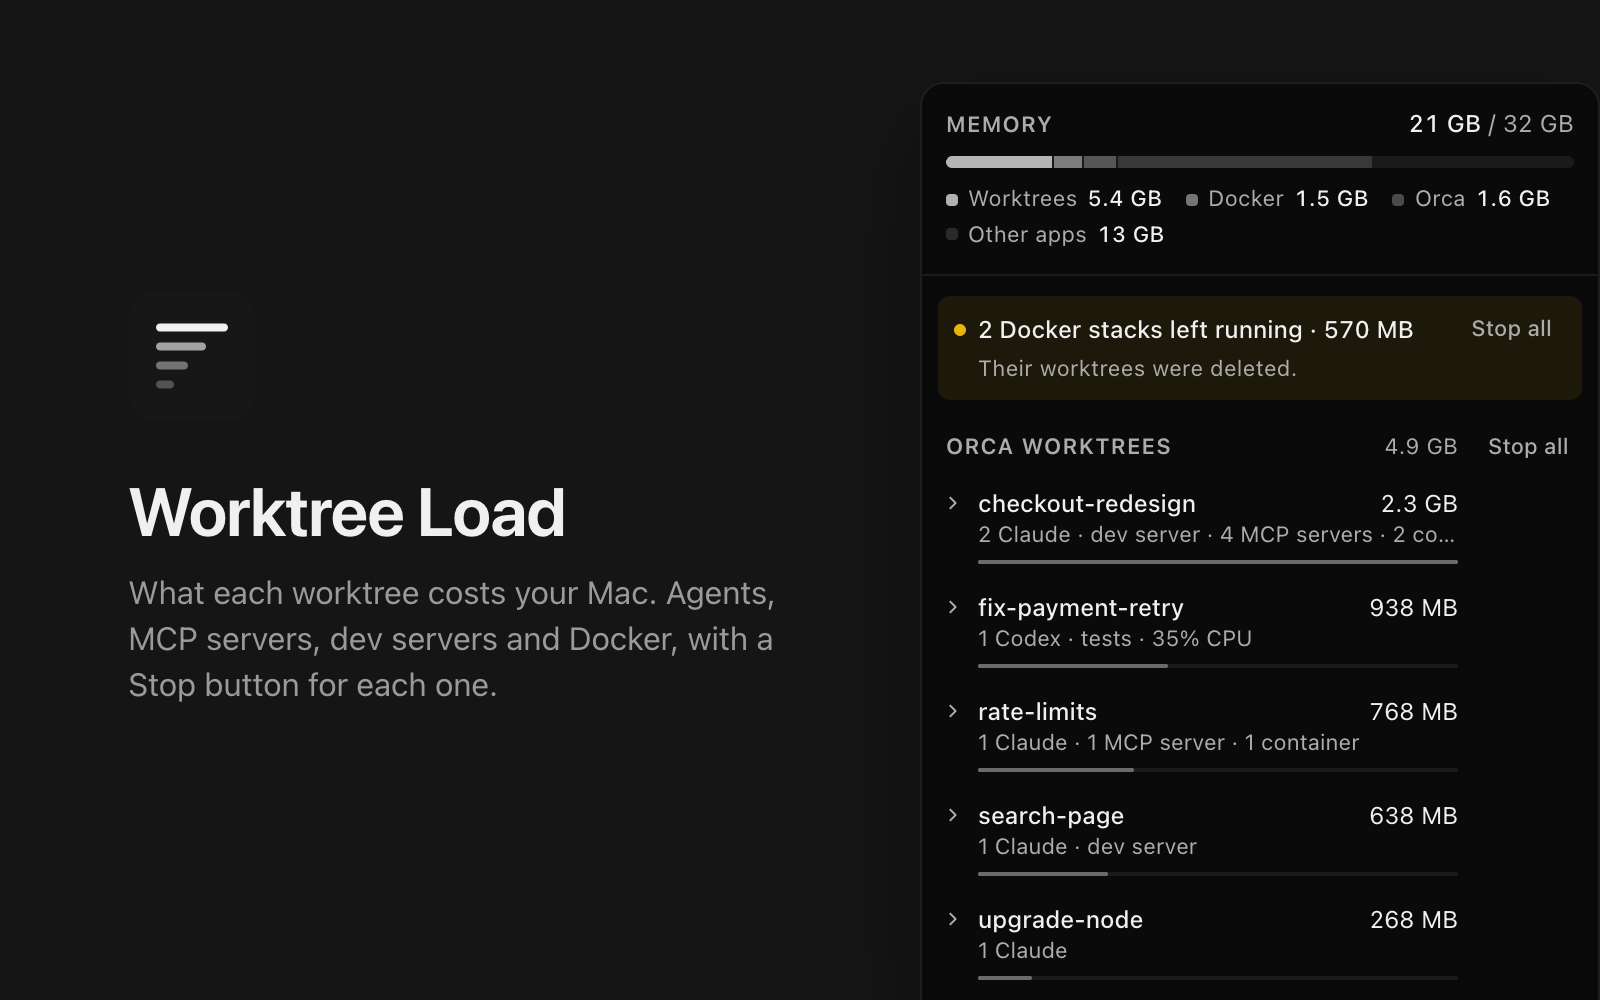 Worktree Load
What each worktree costs your Mac. Agents,
MCP servers, dev servers and Docker, with a
Stop button for each one.
MEMORY 21 GB / 32 GB
Worktrees 5.4 GB Docker 1.5 GB Orca 1.6 GB
Other apps 13 GB
2 Docker stacks left running · 570 MB Stop all
Their worktrees were deleted.
ORCA WORKTREES 4.9 GB Stop all
checkout-redesign 2.3 GB
2 Claude · dev server · 4 MCP servers · 2 co...
fix-payment-retry 938 MB
1 Codex · tests · 35% CPU
rate-limits 768 MB
1 Claude · 1 MCP server · 1 container
search-page 638 MB
1 Claude · dev server
upgrade-node 268 MB
1 Claude